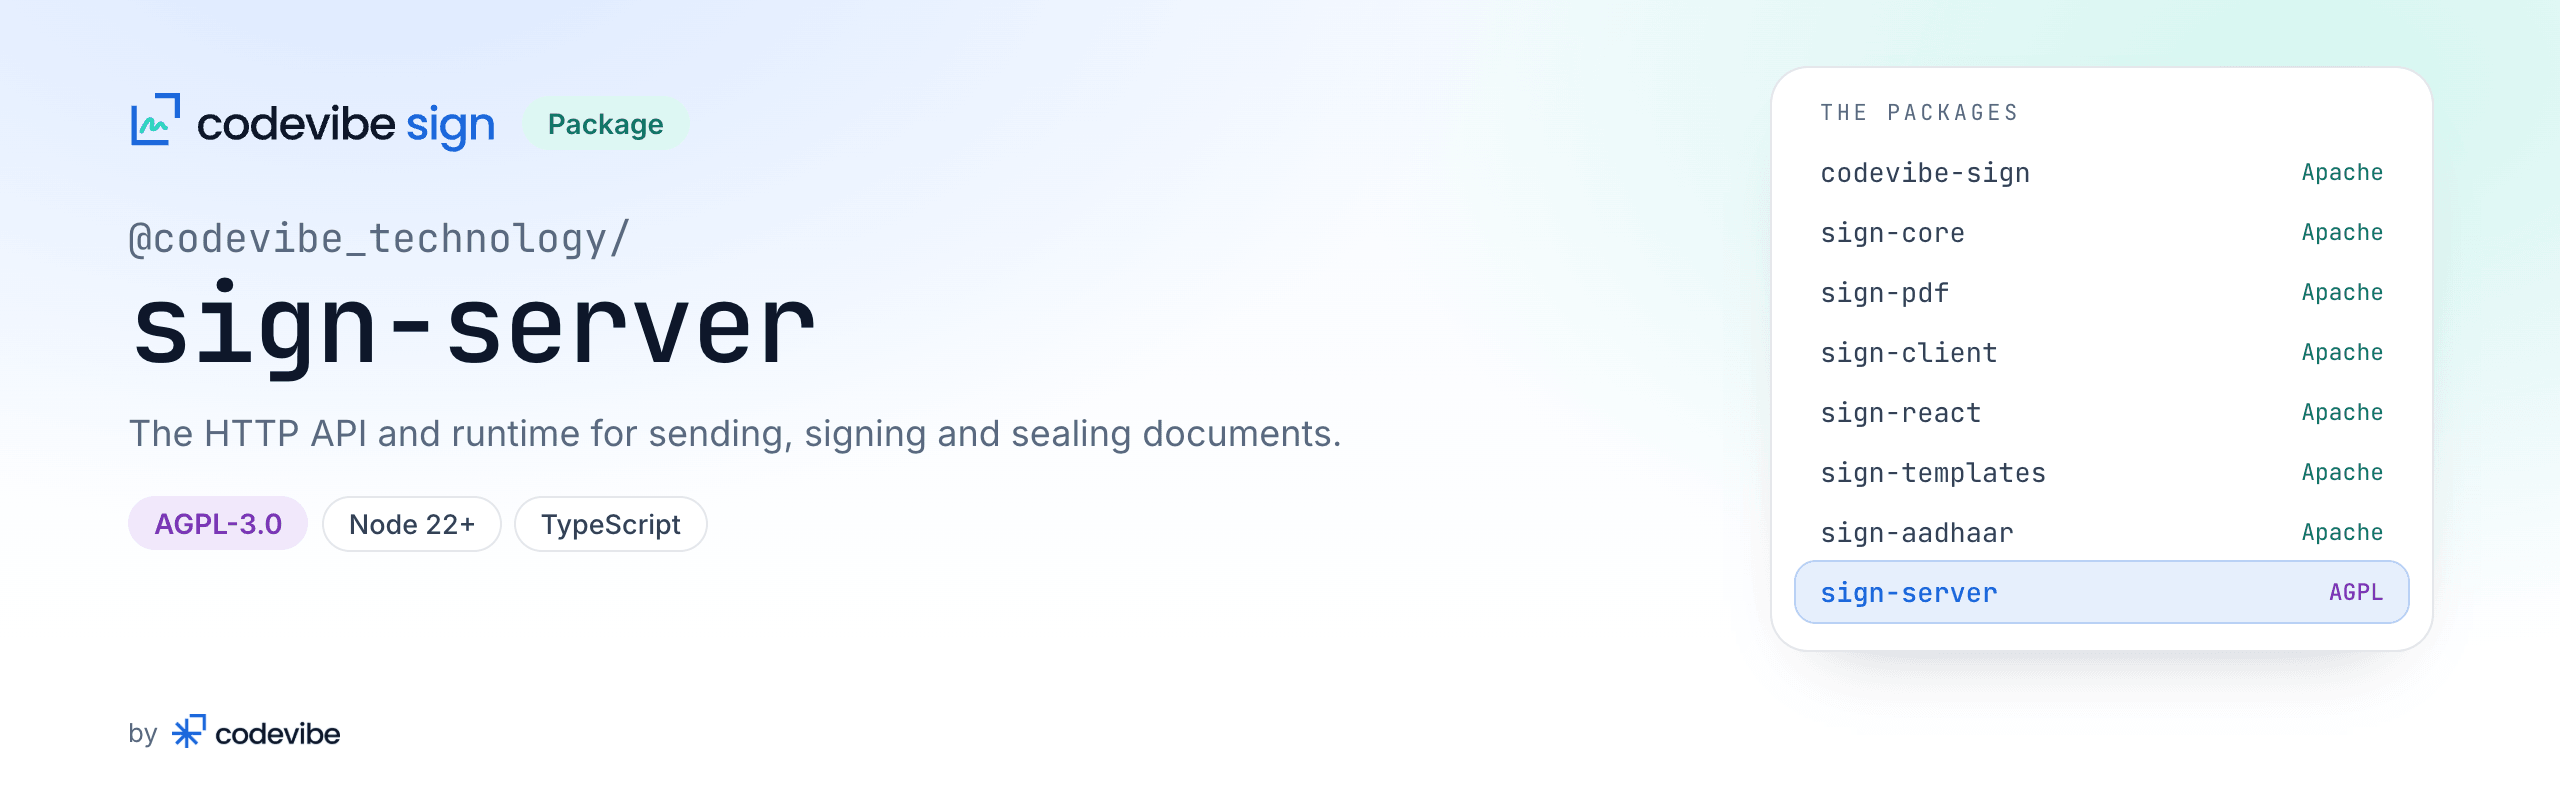 codevibe sign Package
@codevibe_technology/
sign-server
The HTTP API and runtime for sending, signing and sealing documents.
AGPL-3.0 Node 22+ TypeScript
by codevibe
THE PACKAGES
codevibe-sign Apache
sign-core Apache
sign-pdf Apache
sign-client Apache
sign-react Apache
sign-templates Apache
sign-aadhaar Apache
sign-server AGPL